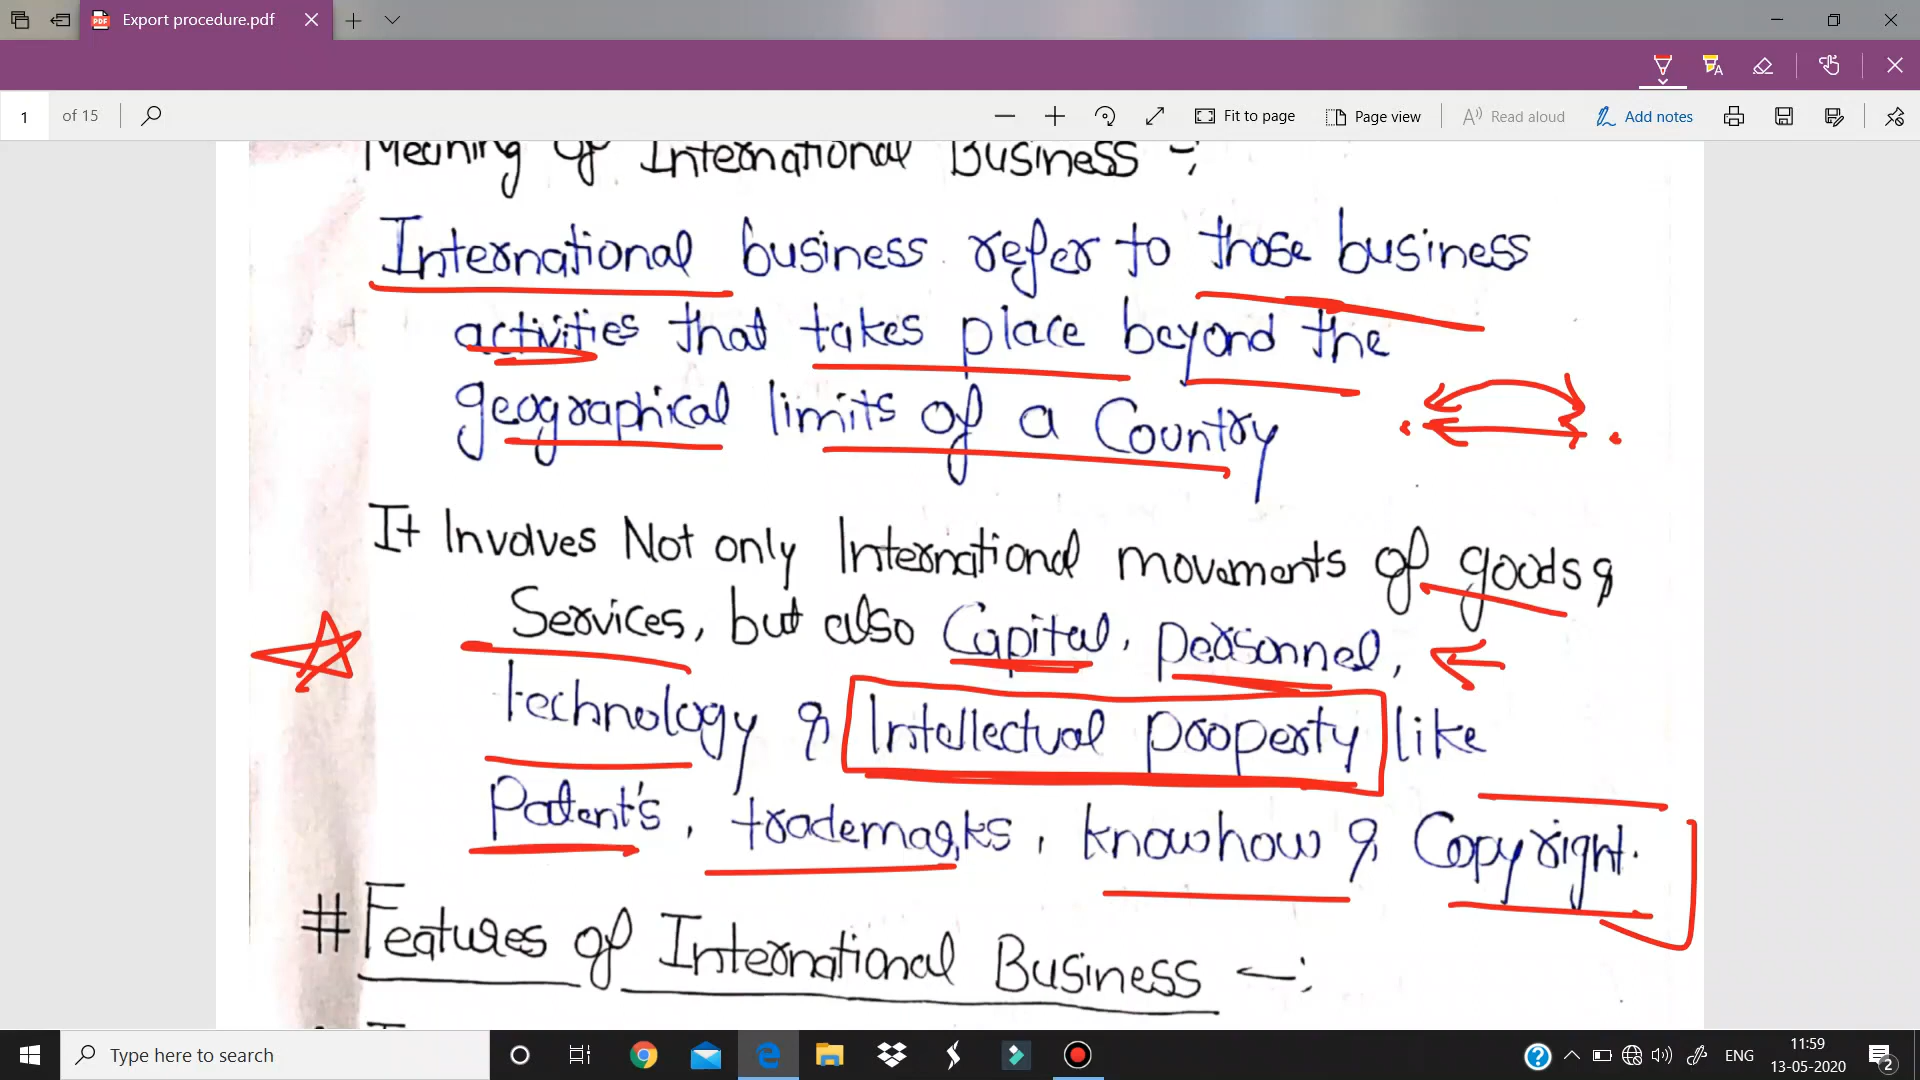 Export procedure.pdf
1 of 15
Fit to page
Page view
Read aloud
Add notes
Meaning of International Business -:
International business refer to those business
activities that takes place beyond the
geographical limits of a Country
It Involves Not only International movements of goods &
Services, but also Capital, personnel,
technology & Intellectual property like
Patent's, trademarks, knowhow & Copyright.
# Features of International Business -:
Type here to search
ENG
11:59
13-05-2020
2